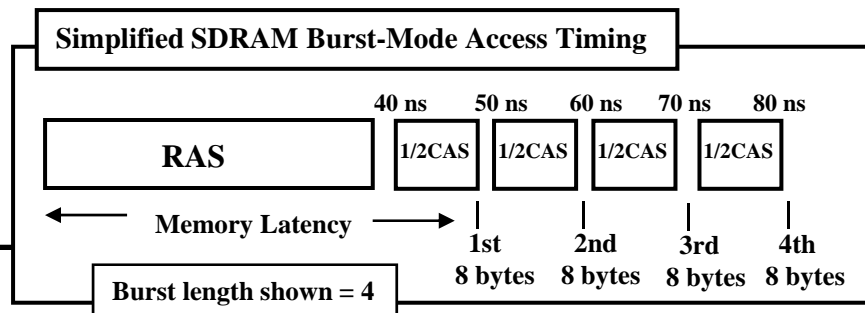 Simplified SDRAM Burst-Mode Access Timing
40 ns 50 ns 60 ns 70 ns 80 ns
RAS 1/2CAS 1/2CAS 1/2CAS 1/2CAS
Memory Latency
1st 2nd 3rd 4th
8 bytes 8 bytes 8 bytes 8 bytes
Burst length shown = 4